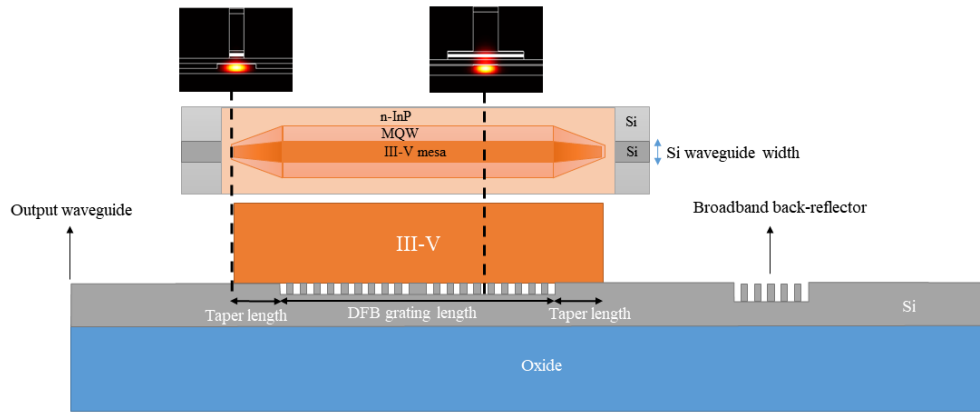 n-InP
Si
MQW
III-V mesa
Si
Si waveguide width
Output waveguide
Broadband back-reflector
III-V
Taper length
DFB grating length
Taper length
Si
Oxide